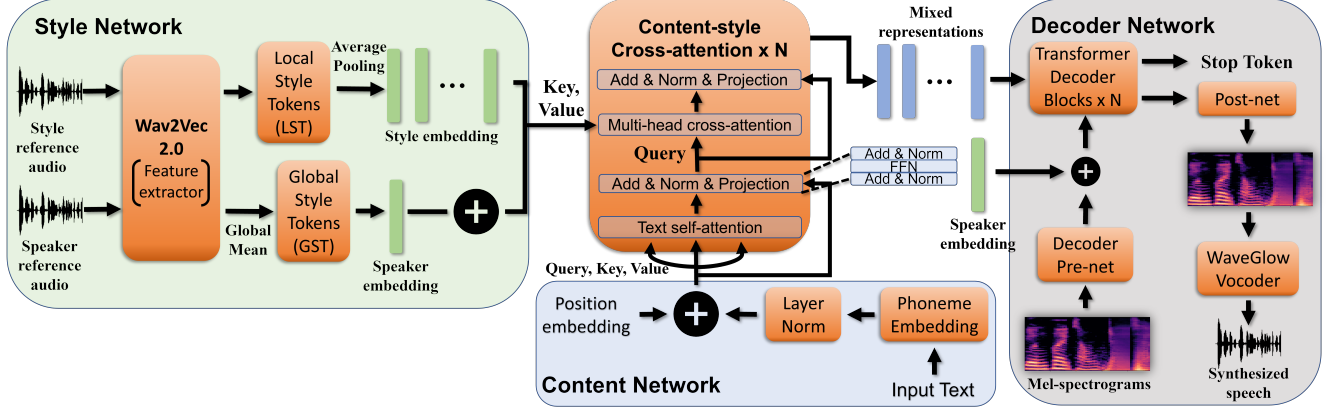 Style Network
Style
reference
audio
Speaker
reference
audio
Wav2Vec
2.0
Feature
extractor
Local
Style
Tokens
(LST)
Average
Pooling
Style embedding
Global
Mean
Global
Style
Tokens
(GST)
Speaker
embedding
+
Key,
Value
Content-style
Cross-attention x N
Add & Norm & Projection
Multi-head cross-attention
Query
Add & Norm & Projection
Text self-attention
Query, Key, Value
Add & Norm
FFN
Add & Norm
Mixed
representations
Speaker
embedding
Content Network
Position
embedding
+
Layer
Norm
Phoneme
Embedding
Input Text
Decoder Network
Transformer
Decoder
Blocks x N
Stop Token
Post-net
+
Decoder
Pre-net
Mel-spectrograms
WaveGlow
Vocoder
Synthesized
speech